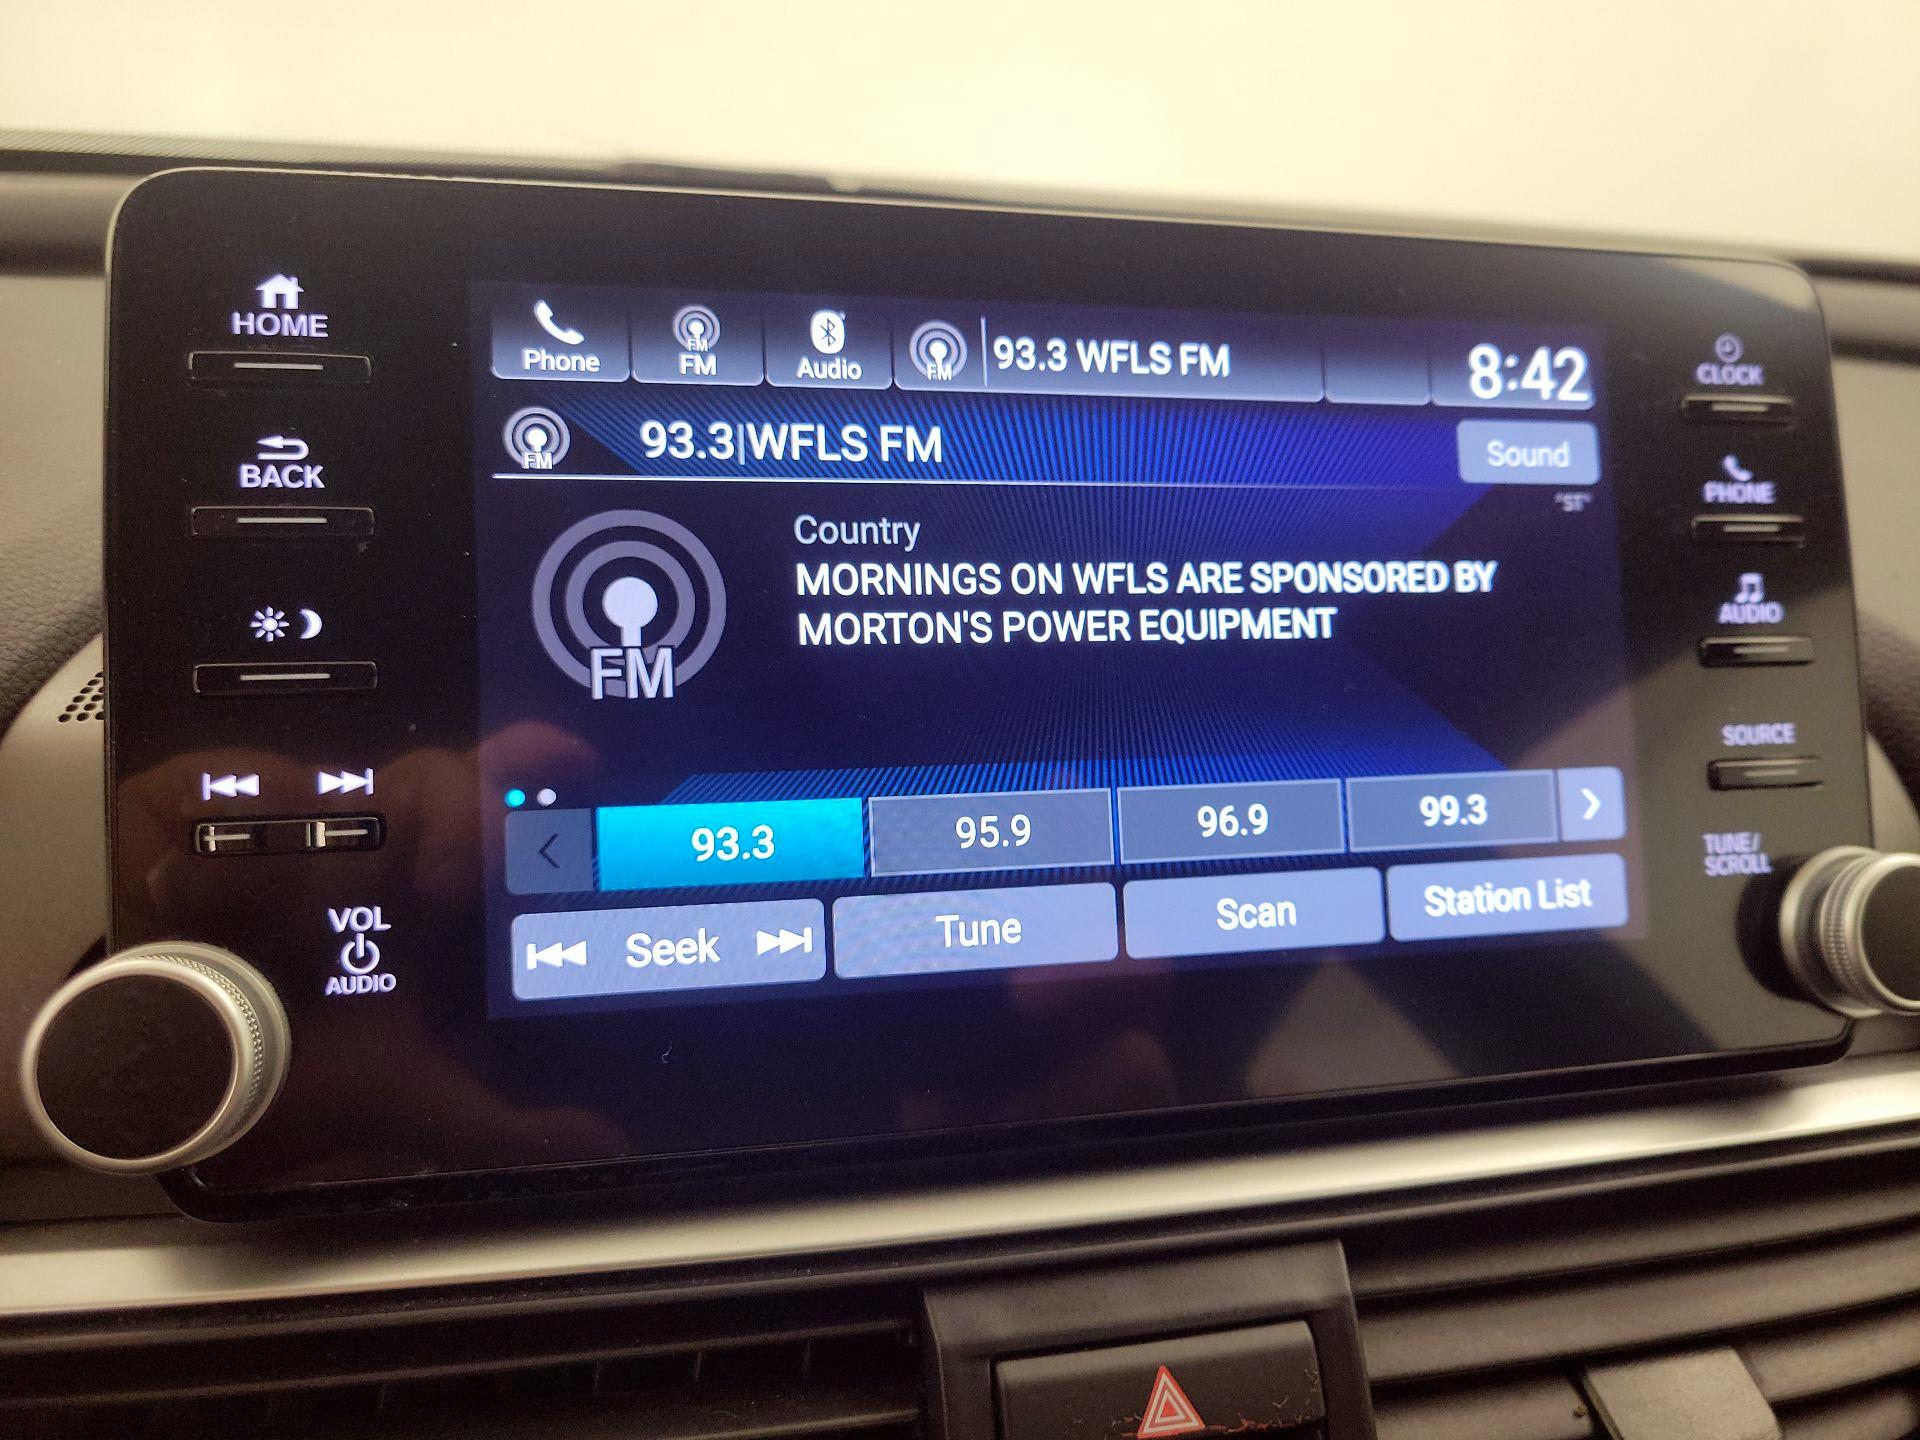 HOME
BACK
VOL
AUDIO
Phone
FM
FM
Audio
FM
93.3 WFLS FM
8:42
FM
93.3|WFLS FM
Sound
"ST"
Country
MORNINGS ON WFLS ARE SPONSORED BY
MORTON'S POWER EQUIPMENT
FM
93.3
95.9
96.9
99.3
Seek
Tune
Scan
Station List
CLOCK
PHONE
AUDIO
SOURCE
TUNE/
SCROLL